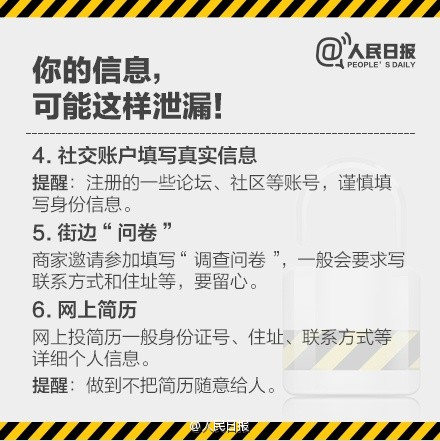 @人民日报
PEOPLE'S DAILY
你的信息，
可能这样泄漏！
4. 社交账户填写真实信息
提醒：注册的一些论坛、社区等账号，谨慎填
写身份信息。
5. 街边“问卷”
商家邀请参加填写“调查问卷”，一般会要求写
联系方式和住址等，要留心。
6. 网上简历
网上投简历一般身份证号、住址、联系方式等
详细个人信息。
提醒：做到不把简历随意给人。
@人民日报